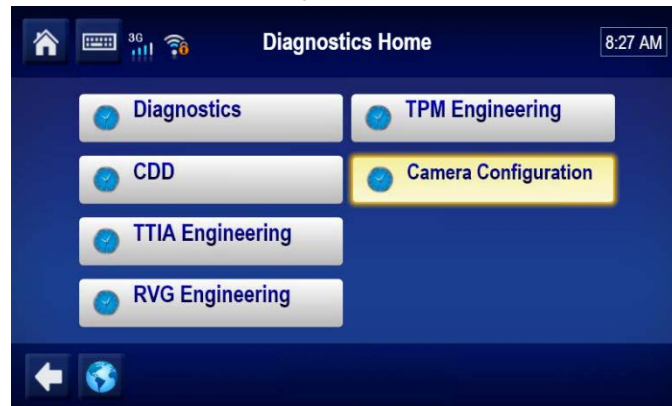 3G
Diagnostics Home
8:27 AM
Diagnostics
TPM Engineering
CDD
Camera Configuration
TTIA Engineering
RVG Engineering